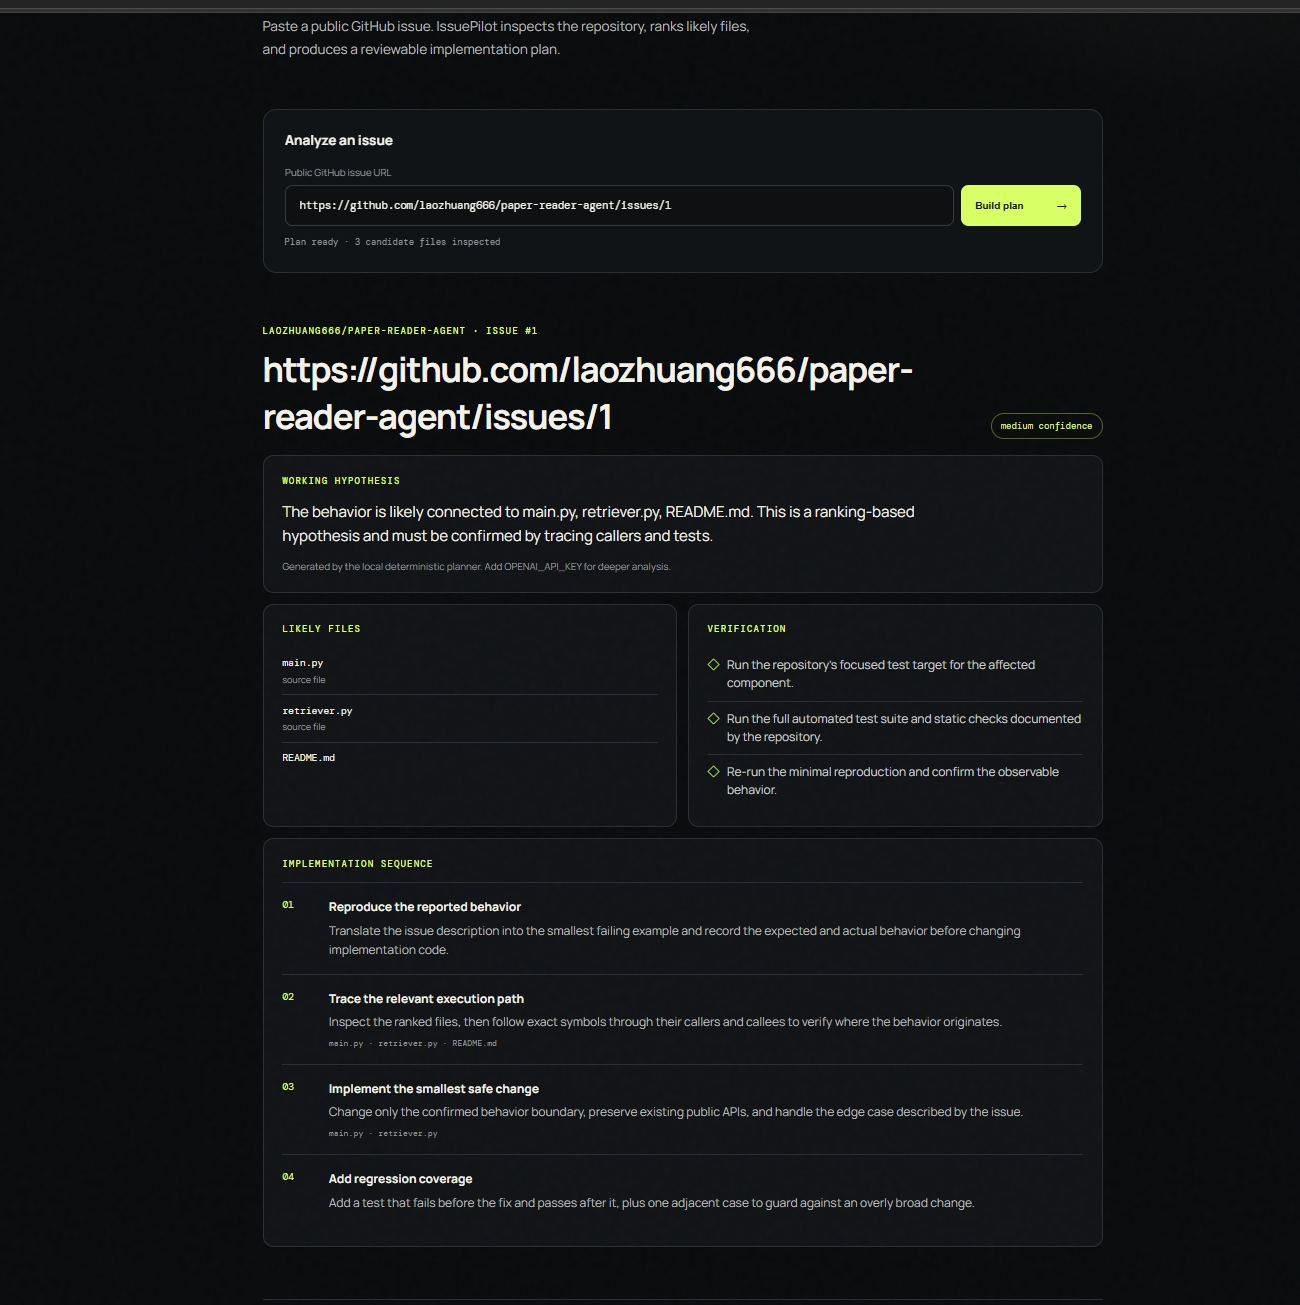 Paste a public GitHub issue. IssuePilot inspects the repository, ranks likely files,
and produces a reviewable implementation plan.
Analyze an issue
Public GitHub issue URL
https://github.com/laozhuang666/paper-reader-agent/issues/1
Build plan →
Plan ready · 3 candidate files inspected
LAOZHUANG666/PAPER-READER-AGENT · ISSUE #1
https://github.com/laozhuang666/paper-
reader-agent/issues/1
medium confidence
WORKING HYPOTHESIS
The behavior is likely connected to main.py, retriever.py, README.md. This is a ranking-based
hypothesis and must be confirmed by tracing callers and tests.
Generated by the local deterministic planner. Add OPENAI_API_KEY for deeper analysis.
LIKELY FILES
main.py
source file
retriever.py
source file
README.md
VERIFICATION
Run the repository's focused test target for the affected
component.
Run the full automated test suite and static checks documented
by the repository.
Re-run the minimal reproduction and confirm the observable
behavior.
IMPLEMENTATION SEQUENCE
01
Reproduce the reported behavior
Translate the issue description into the smallest failing example and record the expected and actual behavior before changing
implementation code.
02
Trace the relevant execution path
Inspect the ranked files, then follow exact symbols through their callers and callees to verify where the behavior originates.
main.py · retriever.py · README.md
03
Implement the smallest safe change
Change only the confirmed behavior boundary, preserve existing public APIs, and handle the edge case described by the issue.
main.py · retriever.py
04
Add regression coverage
Add a test that fails before the fix and passes after it, plus one adjacent case to guard against an overly broad change.